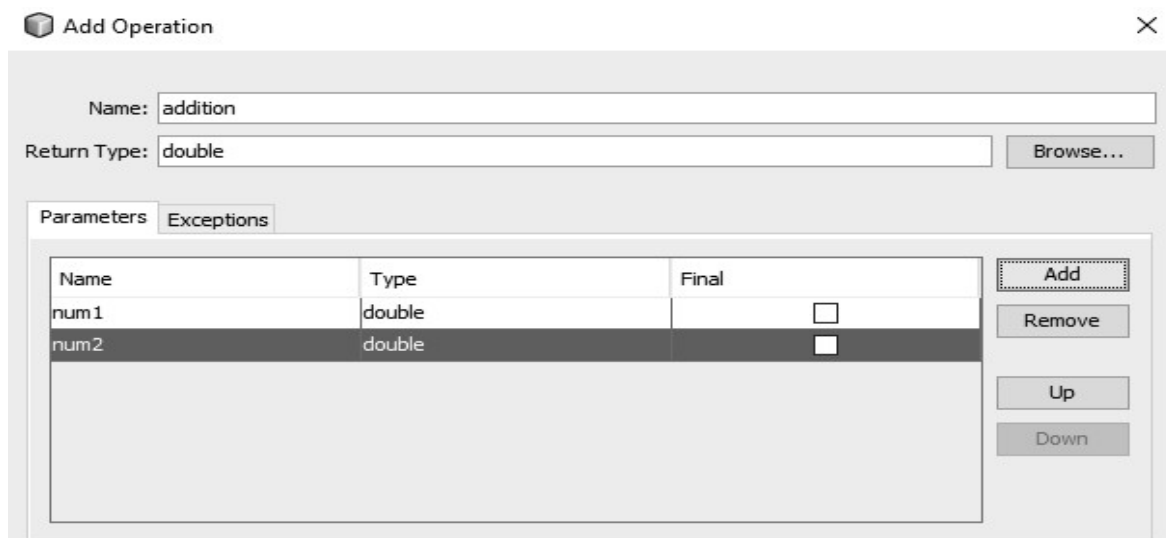 Add Operation
Name: addition
Return Type: double Browse...
Parameters Exceptions
Name Type Final Add
num1 double Remove
num2 double
Up
Down